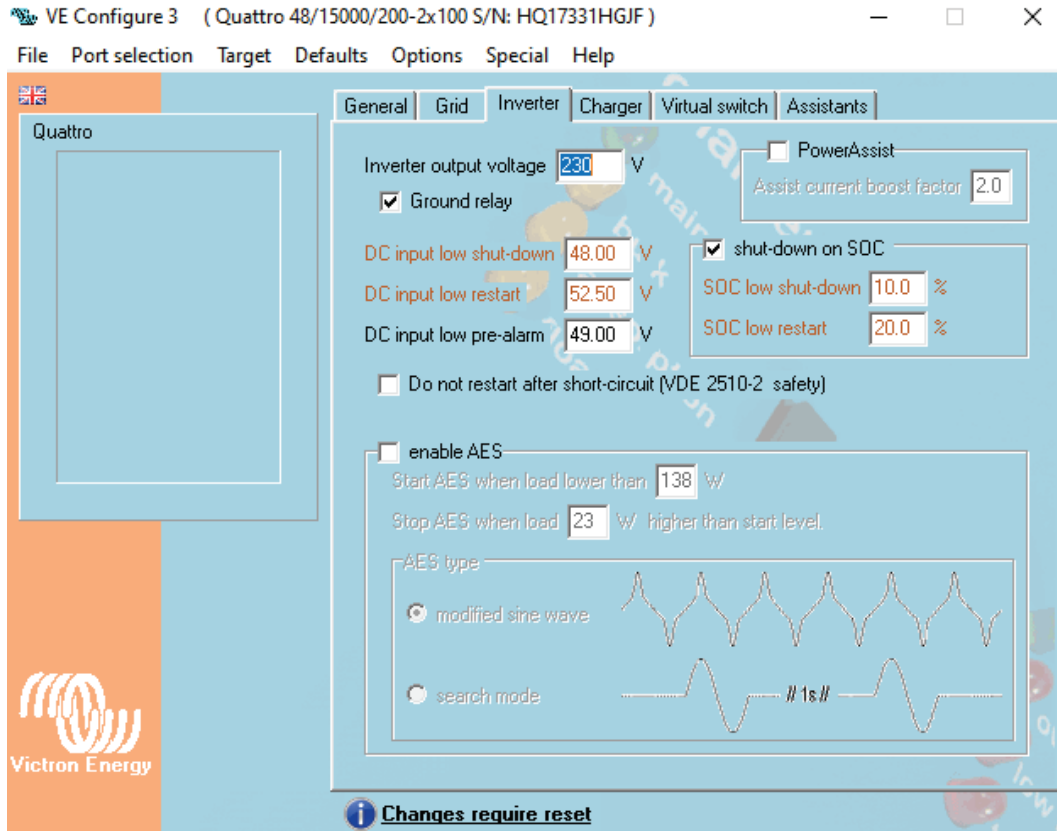 VE Configure 3 ( Quattro 48/15000/200-2x100 S/N: HQ17331HGJF )
File Port selection Target Defaults Options Special Help
General Grid Inverter Charger Virtual switch Assistants
Quattro
Inverter output voltage 230 V
Ground relay
PowerAssist
Assist current boost factor 2.0
DC input low shut-down 48.00 V
DC input low restart 52.50 V
DC input low pre-alarm 49.00 V
shut-down on SOC
SOC low shut-down 10.0 %
SOC low restart 20.0 %
Do not restart after short-circuit (VDE 2510-2 safety)
enable AES
Start AES when load lower than 138 W
Stop AES when load 23 W higher than start level.
AES type
modified sine wave
search mode
// 1s //
Victron Energy
Changes require reset